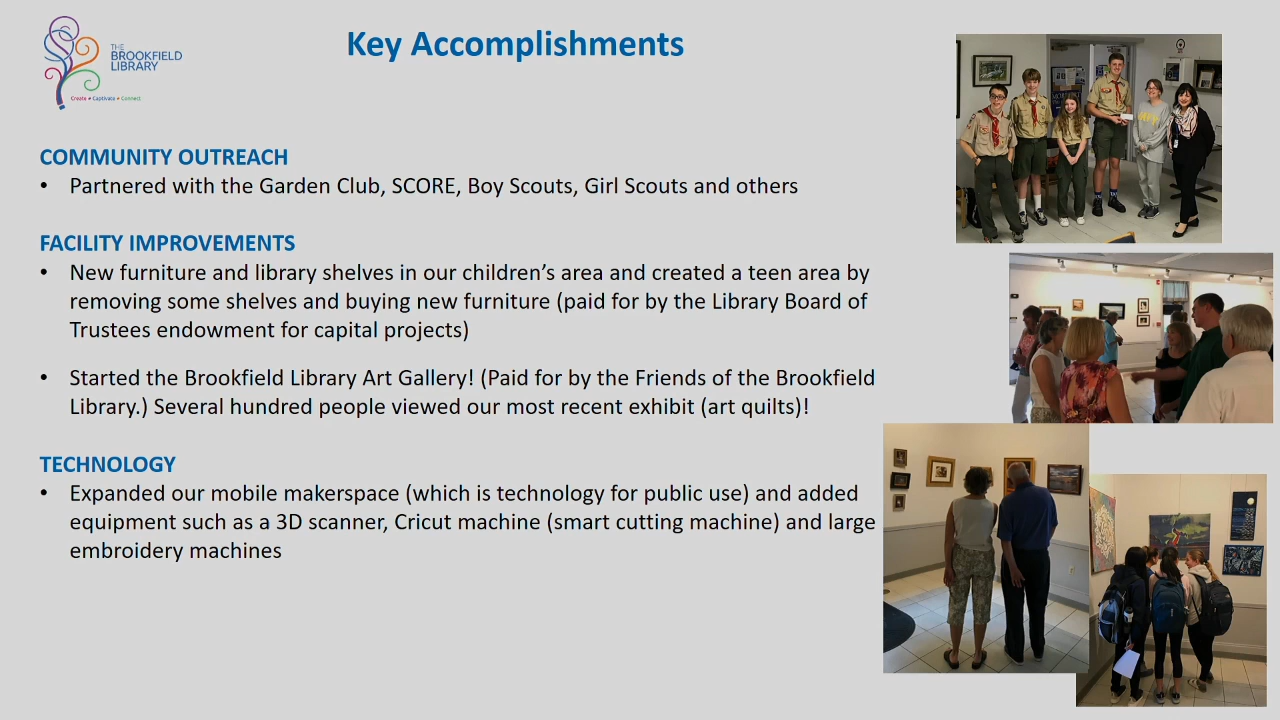 THE
BROOKFIELD
LIBRARY
Create • Captivate • Connect
Key Accomplishments
COMMUNITY OUTREACH
• Partnered with the Garden Club, SCORE, Boy Scouts, Girl Scouts and others
FACILITY IMPROVEMENTS
• New furniture and library shelves in our children’s area and created a teen area by
removing some shelves and buying new furniture (paid for by the Library Board of
Trustees endowment for capital projects)
• Started the Brookfield Library Art Gallery! (Paid for by the Friends of the Brookfield
Library.) Several hundred people viewed our most recent exhibit (art quilts)!
TECHNOLOGY
• Expanded our mobile makerspace (which is technology for public use) and added
equipment such as a 3D scanner, Cricut machine (smart cutting machine) and large
embroidery machines